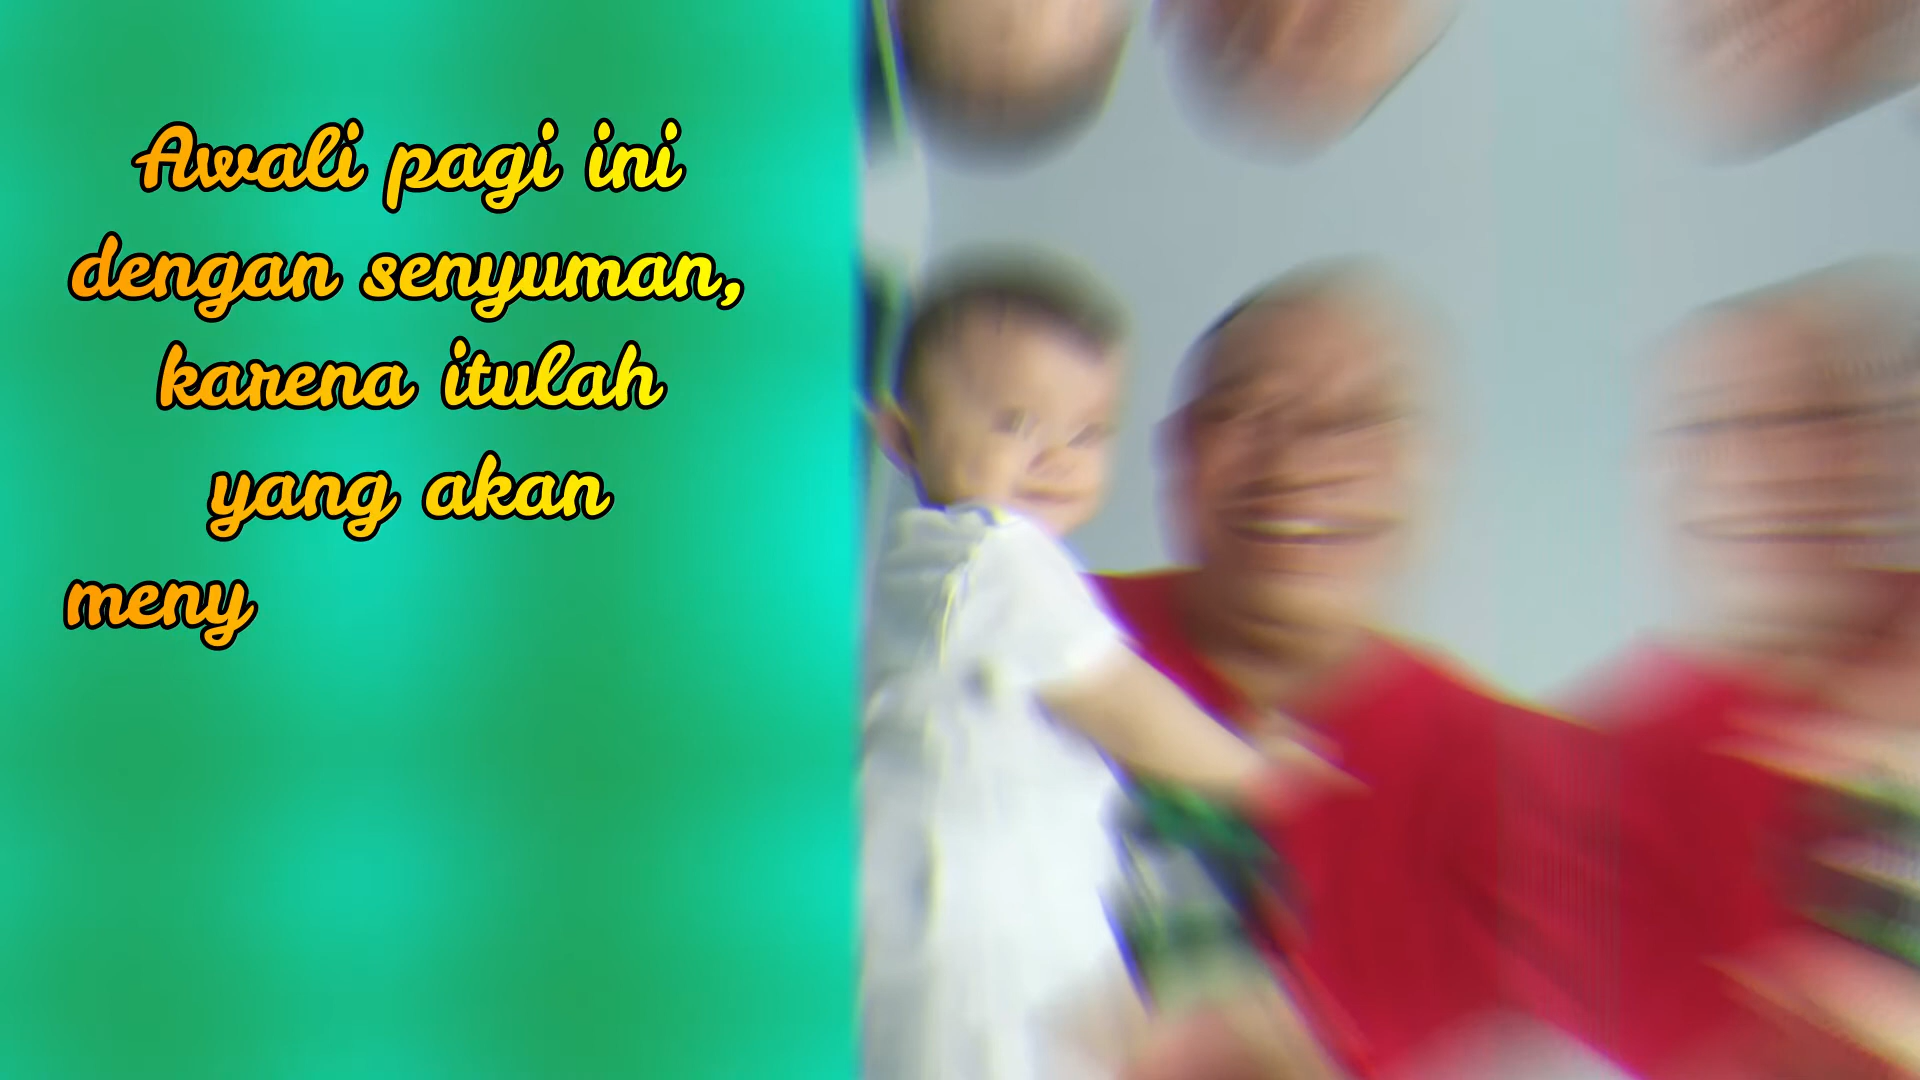 Awali pagi ini
dengan senyuman,
karena itulah
yang akan
meny